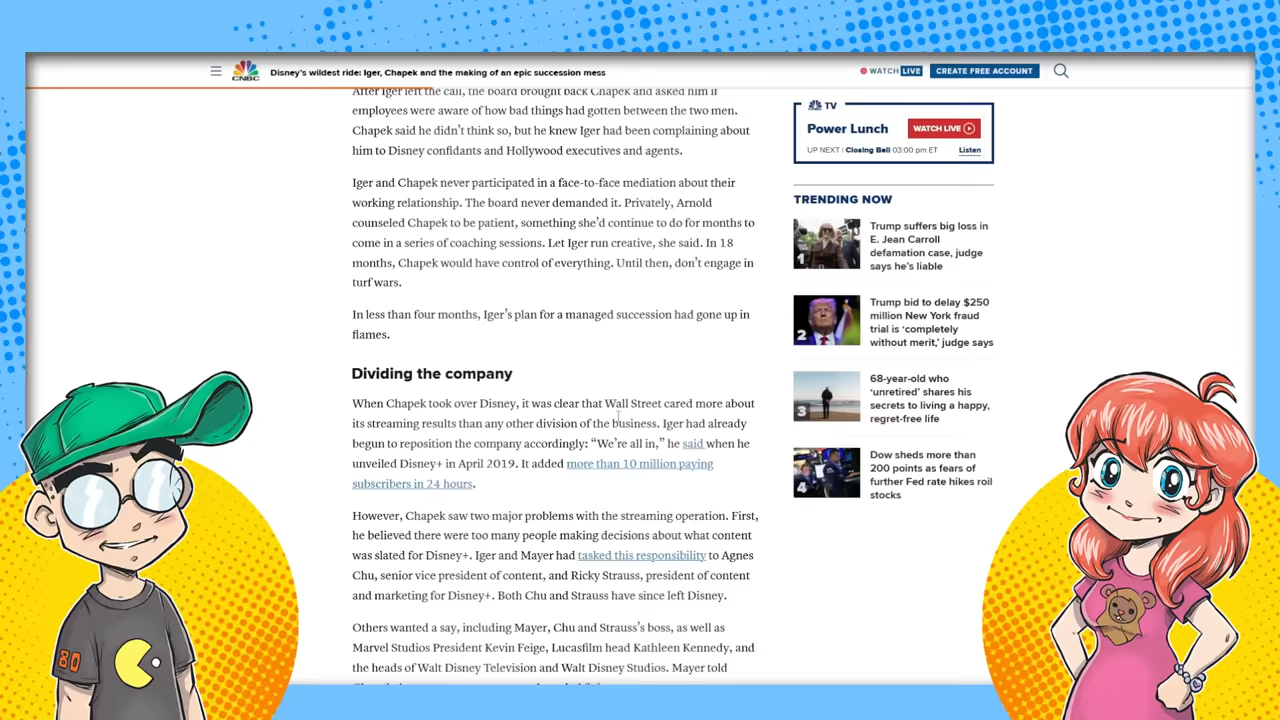 CNBC
Disney's wildest ride: Iger, Chapek and the making of an epic succession mess
WATCH LIVE
CREATE FREE ACCOUNT
After Iger left the call, the board brought back Chapek and asked him if
employees were aware of how bad things had gotten between the two men.
Chapek said he didn't think so, but he knew Iger had been complaining about
him to Disney confidants and Hollywood executives and agents.
Iger and Chapek never participated in a face-to-face mediation about their
working relationship. The board never demanded it. Privately, Arnold
counseled Chapek to be patient, something she'd continue to do for months to
come in a series of coaching sessions. Let Iger run creative, she said. In 18
months, Chapek would have control of everything. Until then, don't engage in
turf wars.
In less than four months, Iger's plan for a managed succession had gone up in
flames.
Dividing the company
When Chapek took over Disney, it was clear that Wall Street cared more about
its streaming results than any other division of the business. Iger had already
begun to reposition the company accordingly: “We're all in,” he said when he
unveiled Disney+ in April 2019. It added more than 10 million paying
subscribers in 24 hours.
However, Chapek saw two major problems with the streaming operation. First,
he believed there were too many people making decisions about what content
was slated for Disney+. Iger and Mayer had tasked this responsibility to Agnes
Chu, senior vice president of content, and Ricky Strauss, president of content
and marketing for Disney+. Both Chu and Strauss have since left Disney.
Others wanted a say, including Mayer, Chu and Strauss's boss, as well as
Marvel Studios President Kevin Feige, Lucasfilm head Kathleen Kennedy, and
the heads of Walt Disney Television and Walt Disney Studios. Mayer told
TV
Power Lunch
WATCH LIVE
UP NEXT | Closing Bell 03:00 pm ET
Listen
TRENDING NOW
1
Trump suffers big loss in
E. Jean Carroll
defamation case, judge
says he's liable
2
Trump bid to delay $250
million New York fraud
trial is ‘completely
without merit,’ judge says
3
68-year-old who
‘unretired’ shares his
secrets to living a happy,
regret-free life
4
Dow sheds more than
200 points as fears of
further Fed rate hikes roil
stocks
80